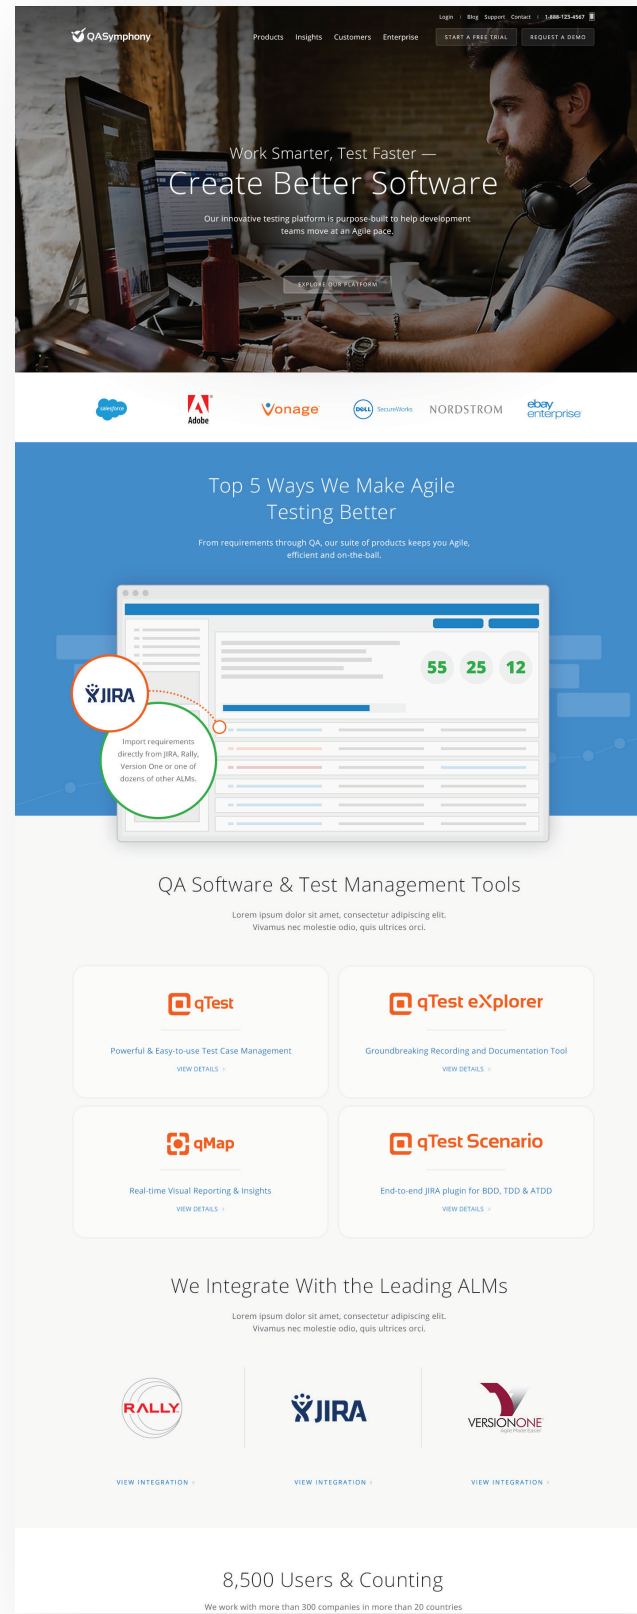 Login Blog Support Contact 1-888-123-4567
QASymphony Products Insights Customers Enterprise START A FREE TRIAL REQUEST A DEMO
Work Smarter, Test Faster —
Create Better Software
Our innovative testing platform is purpose-built to help development
teams move at an Agile pace.
EXPLORE OUR PLATFORM
salesforce Adobe Vonage DELL SecureWorks NORDSTROM ebay enterprise
Top 5 Ways We Make Agile
Testing Better
From requirements through QA, our suite of products keeps you Agile,
efficient and on-the-ball.
55 25 12
JIRA
Import requirements
directly from JIRA, Rally,
Version One or one of
dozens of other ALMs.
QA Software & Test Management Tools
Lorem ipsum dolor sit amet, consectetur adipiscing elit.
Vivamus nec molestie odio, quis ultrices orci.
qTest
Powerful & Easy-to-use Test Case Management
VIEW DETAILS
qTest eXplorer
Groundbreaking Recording and Documentation Tool
VIEW DETAILS
qMap
Real-time Visual Reporting & Insights
VIEW DETAILS
qTest Scenario
End-to-end JIRA plugin for BDD, TDD & ATDD
VIEW DETAILS
We Integrate With the Leading ALMs
Lorem ipsum dolor sit amet, consectetur adipiscing elit.
Vivamus nec molestie odio, quis ultrices orci.
RALLY
JIRA
VERSIONONE
Agile Made Easier
VIEW INTEGRATION VIEW INTEGRATION VIEW INTEGRATION
8,500 Users & Counting
We work with more than 300 companies in more than 20 countries